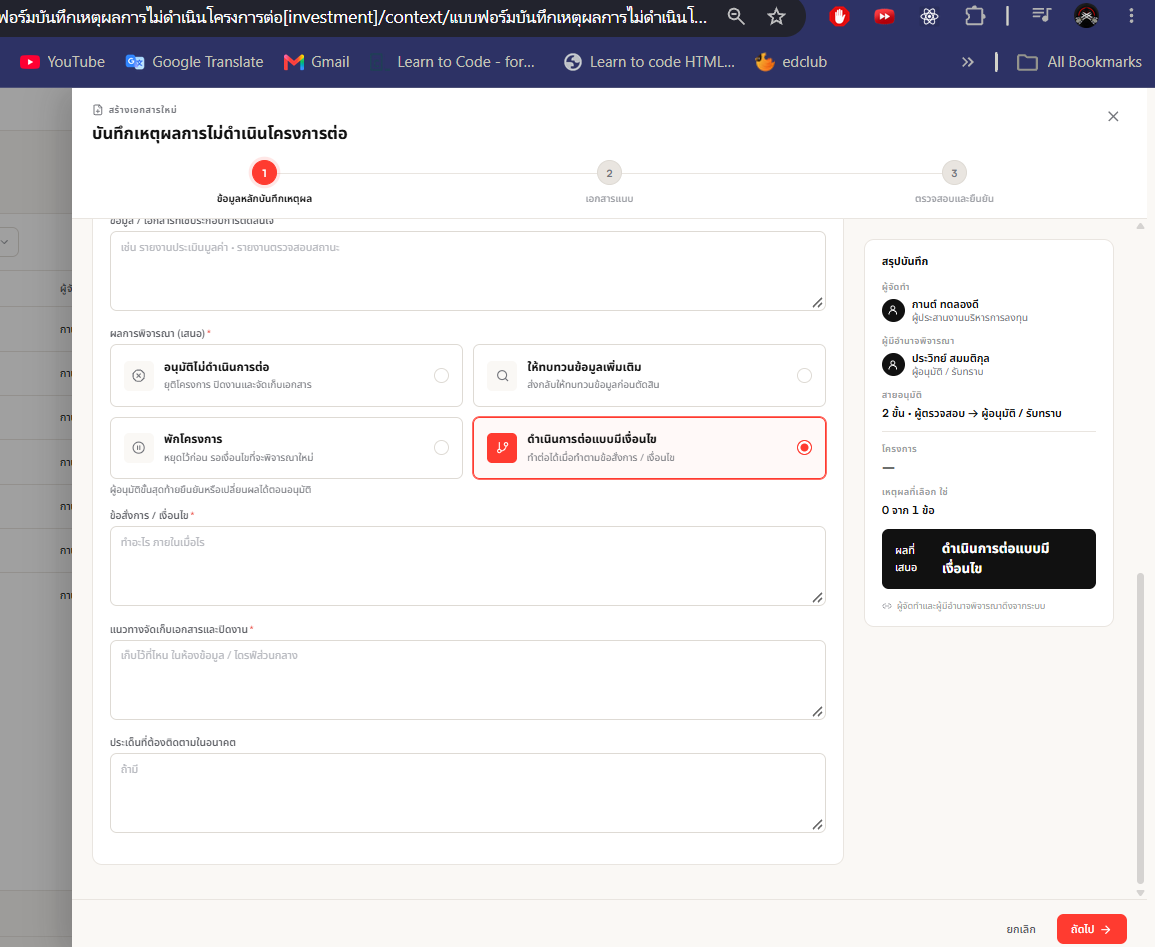 ฟอร์มบันทึกเหตุผลการไม่ดำเนินโครงการต่อ[investment]/context/แบบฟอร์มบันทึกเหตุผลการไม่ดำเนินโ...
YouTube
Google Translate
Gmail
Learn to Code - for...
Learn to code HTML...
edclub
All Bookmarks
สร้างเอกสารใหม่
บันทึกเหตุผลการไม่ดำเนินโครงการต่อ
1
2
3
ข้อมูลหลักบันทึกเหตุผล
เอกสารแนบ
ตรวจสอบและยืนยัน
ข้อมูล / เอกสารที่ใช้ประกอบการตัดสินใจ
เช่น รายงานประเมินมูลค่า • รายงานตรวจสอบสถานะ
ผลการพิจารณา (เสนอ) *
อนุมัติไม่ดำเนินการต่อ
ยุติโครงการ ปิดงานและจัดเก็บเอกสาร
ให้ทบทวนข้อมูลเพิ่มเติม
ส่งกลับให้ทบทวนข้อมูลก่อนตัดสิน
พักโครงการ
หยุดไว้ก่อน รอเงื่อนไขที่จะพิจารณาใหม่
ดำเนินการต่อแบบมีเงื่อนไข
ทำต่อได้เมื่อทำตามข้อสั่งการ / เงื่อนไข
ผู้อนุมัติขั้นสุดท้ายยืนยันหรือเปลี่ยนผลได้ตอนอนุมัติ
ข้อสั่งการ / เงื่อนไข *
ทำอะไร ภายในเมื่อไร
แนวทางจัดเก็บเอกสารและปิดงาน *
เก็บไว้ที่ไหน ในห้องข้อมูล / ไดรฟ์ส่วนกลาง
ประเด็นที่ต้องติดตามในอนาคต
ถ้ามี
สรุปบันทึก
ผู้จัดทำ
กานต์ ทดลองดี
ผู้ประสานงานบริหารการลงทุน
ผู้มีอำนาจพิจารณา
ประวิทย์ สมมติกุล
ผู้อนุมัติ / รับทราบ
สายอนุมัติ
2 ขั้น • ผู้ตรวจสอบ → ผู้อนุมัติ / รับทราบ
โครงการ
—
เหตุผลที่เลือก ใช่
0 จาก 1 ข้อ
ผลที่เสนอ
ดำเนินการต่อแบบมี
เงื่อนไข
ผู้จัดทำและผู้มีอำนาจพิจารณาดึงจากระบบ
ยกเลิก
ถัดไป →